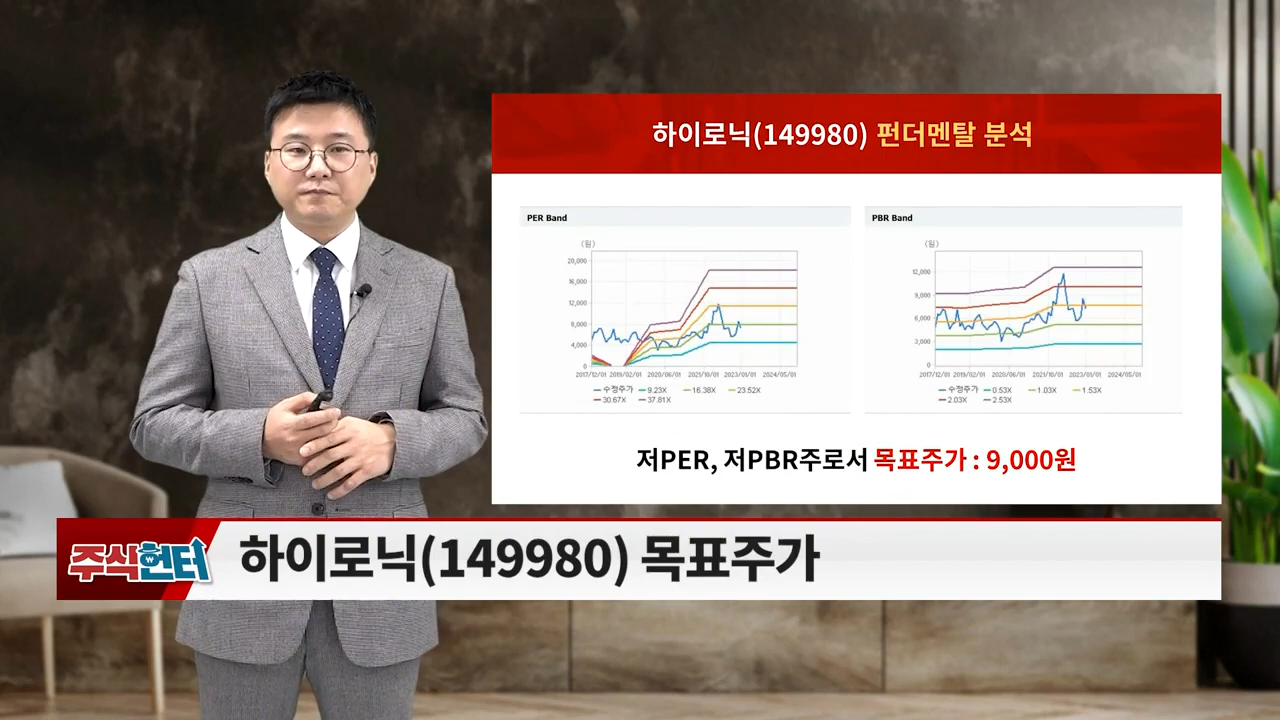 하이로닉(149980) 펀더멘탈 분석
PER Band
PBR Band
(원)
20,000
16,000
12,000
8,000
4,000
0
2017/12/01 2019/02/01 2020/06/01 2021/10/01 2023/01/01 2024/05/01
수정주가 9.23X 16.38X 23.52X
30.67X 37.81X
(원)
12,000
9,000
6,000
3,000
0
2017/12/01 2019/02/01 2020/06/01 2021/10/01 2023/01/01 2024/05/01
수정주가 0.53X 1.03X 1.53X
2.03X 2.53X
저PER, 저PBR주로서 목표주가 : 9,000원
주식헌터 하이로닉(149980) 목표주가